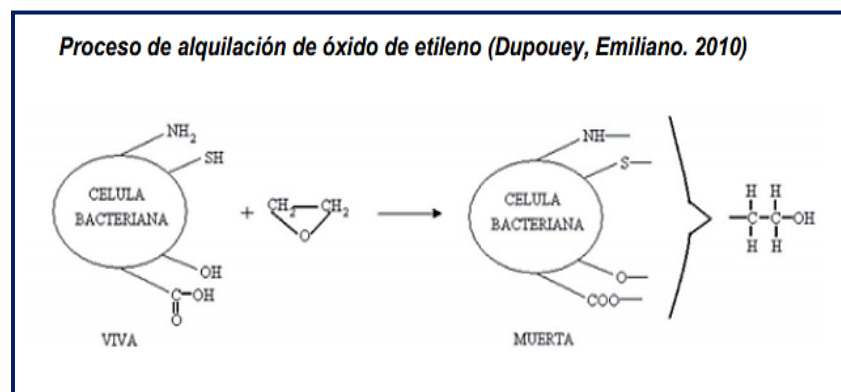 Proceso de alquilación de óxido de etileno (Dupouey, Emiliano. 2010)
NH2
SH
CELULA
BACTERIANA
OH
C-OH
O
VIVA
+
CH2-CH2
O
NH-
S-
CELULA
BACTERIANA
O-
COO-
MUERTA
H H
-C-C-OH
H H